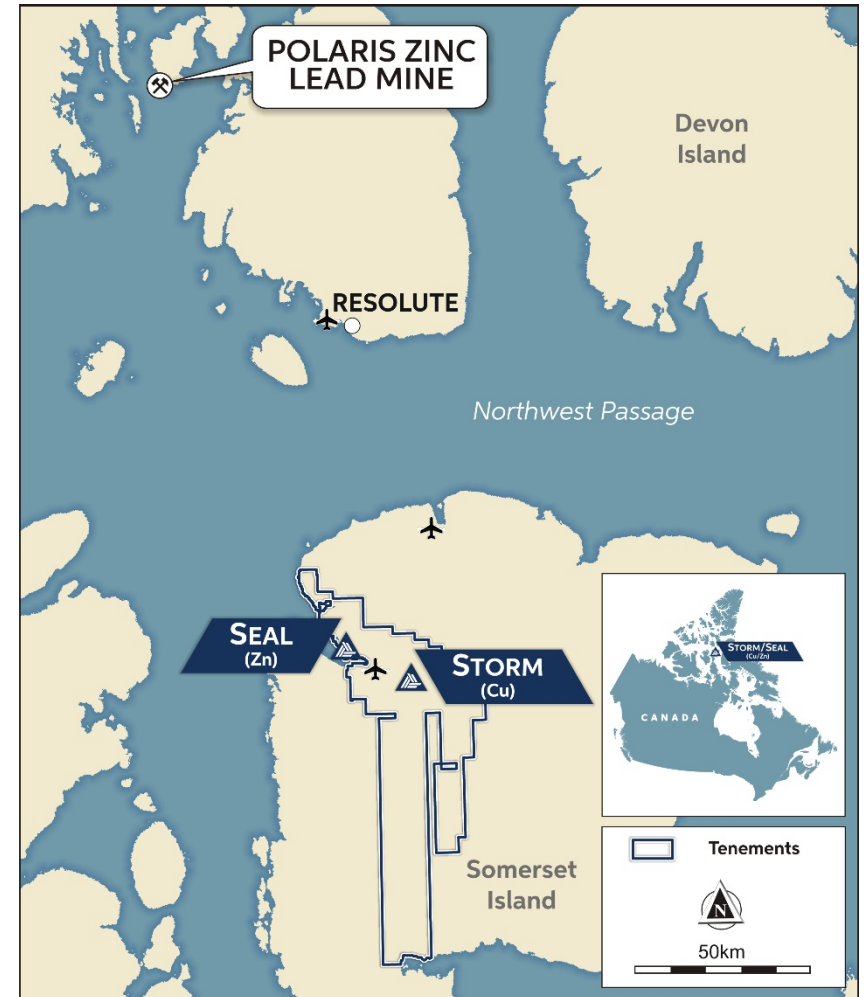 POLARIS ZINC
LEAD MINE
Devon
Island
RESOLUTE
Northwest Passage
SEAL
(Zn)
STORM
(Cu)
STORM/SEAL
(Cu/Zn)
CANADA
Somerset
Island
Tenements
N
50km